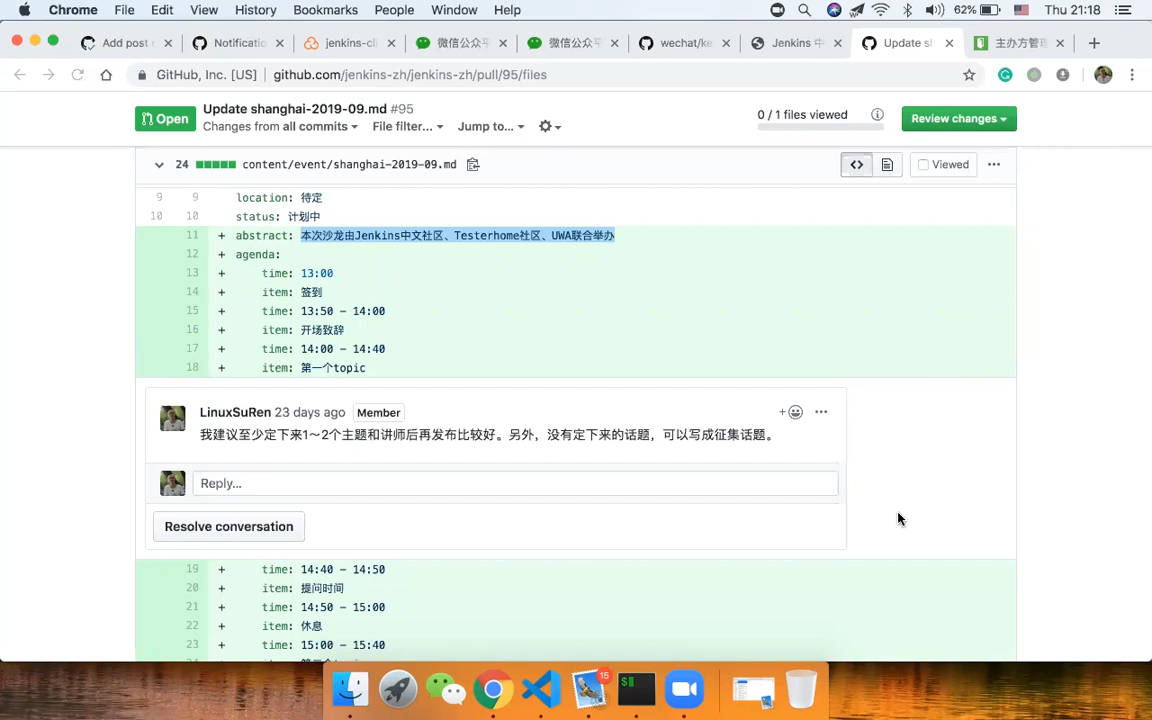 Chrome File Edit View History Bookmarks People Window Help 62% Thu 21:18
Add post Notificatio jenkins-cl 微信公众平 微信公众平 wechat/ke Jenkins 中 Update sh 主办方管理
GitHub, Inc. [US] github.com/jenkins-zh/jenkins-zh/pull/95/files
Open
Update shanghai-2019-09.md #95
Changes from all commits File filter... Jump to...
0 / 1 files viewed
Review changes
24 content/event/shanghai-2019-09.md Viewed
9 9 location: 待定
10 10 status: 计划中
11 + abstract: 本次沙龙由Jenkins中文社区、Testerhome社区、UWA联合举办
12 + agenda:
13 + time: 13:00
14 + item: 签到
15 + time: 13:50 - 14:00
16 + item: 开场致辞
17 + time: 14:00 - 14:40
18 + item: 第一个topic
LinuxSuRen 23 days ago Member
我建议至少定下来1~2个主题和讲师后再发布比较好。另外，没有定下来的话题，可以写成征集话题。
Reply...
Resolve conversation
19 + time: 14:40 - 14:50
20 + item: 提问时间
21 + time: 14:50 - 15:00
22 + item: 休息
23 + time: 15:00 - 15:40
15